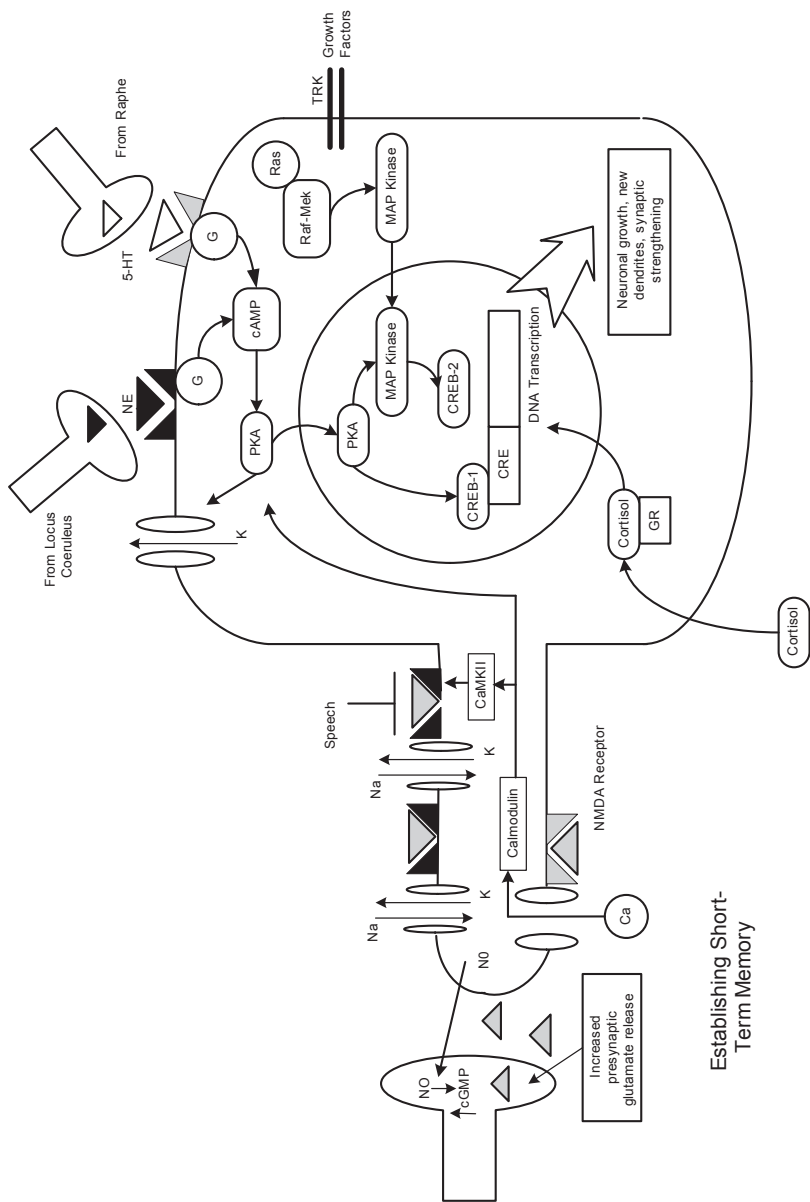 From Raphe
5-HT
From Locus
Coeruleus
NE
G
G
cAMP
PKA
K
TRK
Growth
Factors
Ras
Raf-Mek
MAP Kinase
PKA
MAP Kinase
CREB-2
CREB-1
CRE
DNA Transcription
Neuronal growth, new
dendrites, synaptic
strengthening
Cortisol
GR
Cortisol
Speech
CaMKII
Na
K
Na
K
Calmodulin
NMDA Receptor
Ca
N0
NO
cGMP
Increased
presynaptic
glutamate release
Establishing Short-
Term Memory